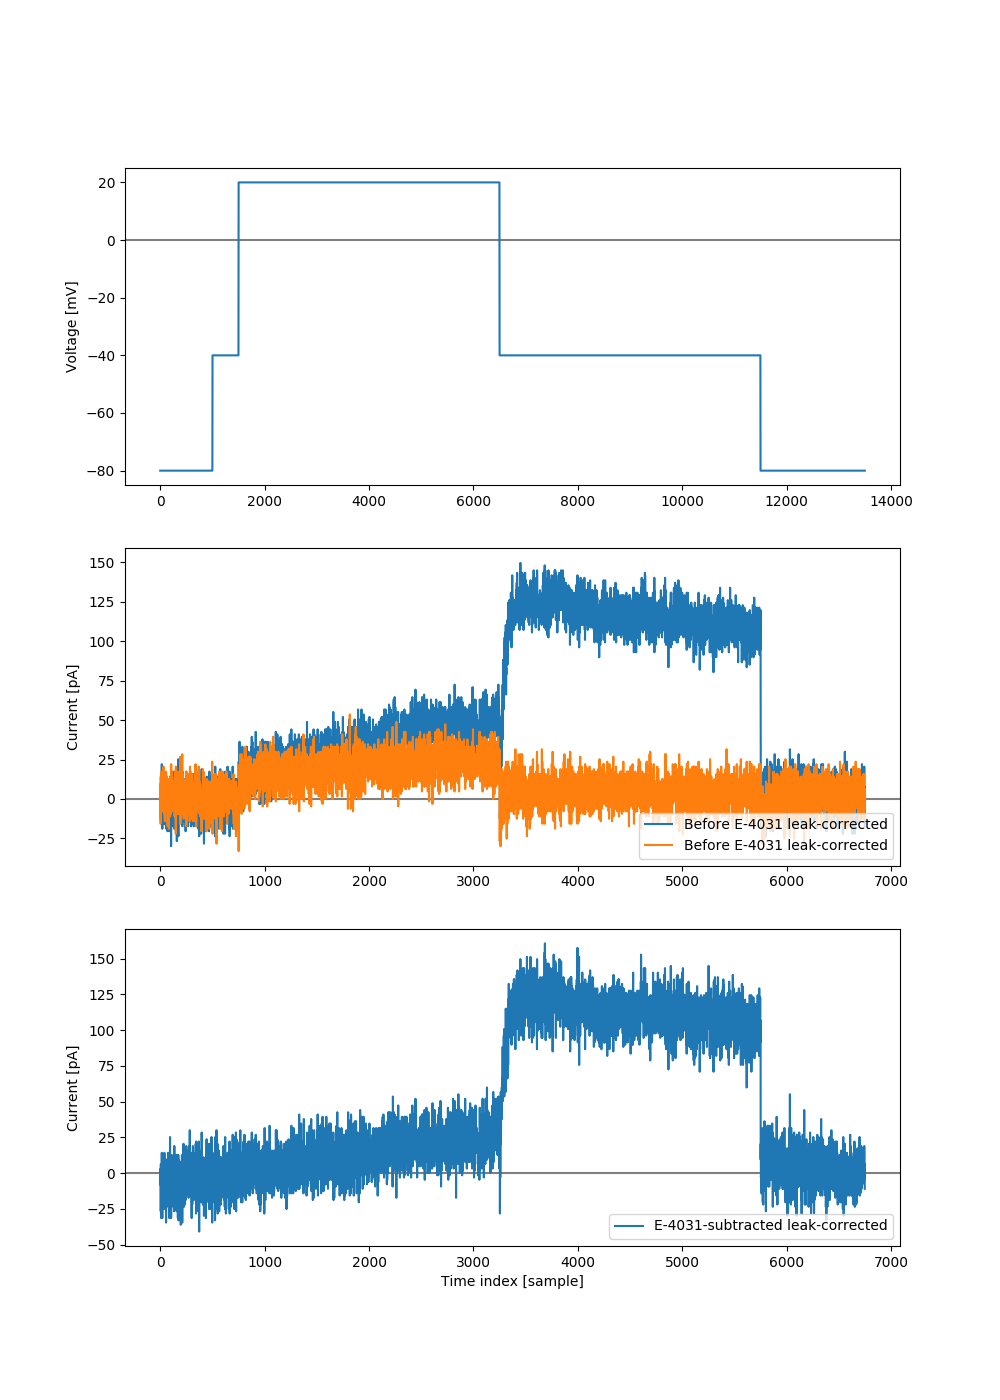 20
0
−20
−40
−60
−80
Voltage [mV]
0 2000 4000 6000 8000 10000 12000 14000
150
125
100
75
50
25
0
−25
Current [pA]
Before E-4031 leak-corrected
Before E-4031 leak-corrected
0 1000 2000 3000 4000 5000 6000 7000
150
125
100
75
50
25
0
−25
−50
Current [pA]
E-4031-subtracted leak-corrected
0 1000 2000 3000 4000 5000 6000 7000
Time index [sample]